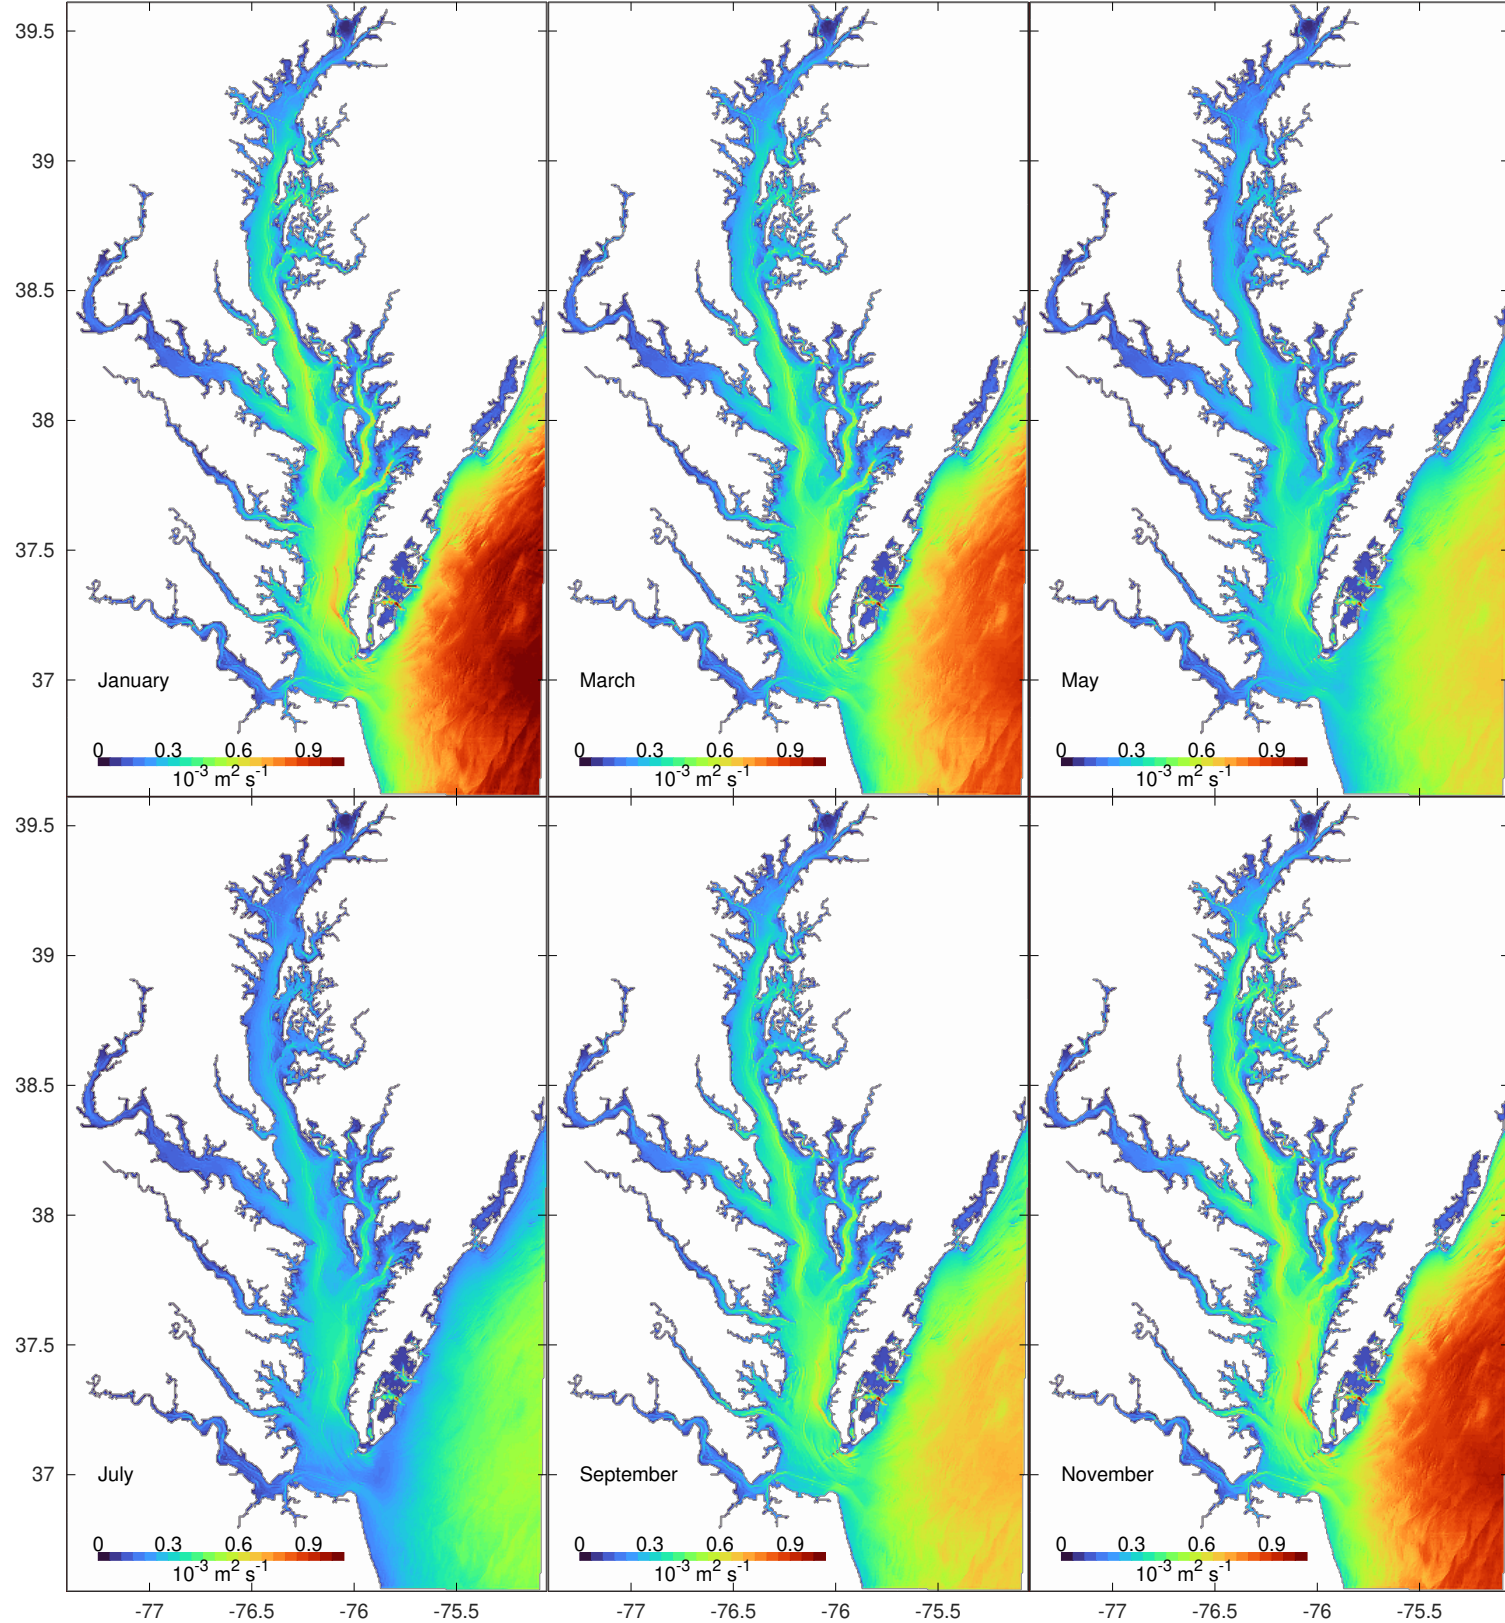 39.5
39
38.5
38
37.5
37
January
0 0.3 0.6 0.9
10⁻³ m² s⁻¹
March
0 0.3 0.6 0.9
10⁻³ m² s⁻¹
May
0 0.3 0.6 0.9
10⁻³ m² s⁻¹
39.5
39
38.5
38
37.5
37
July
0 0.3 0.6 0.9
10⁻³ m² s⁻¹
September
0 0.3 0.6 0.9
10⁻³ m² s⁻¹
November
0 0.3 0.6 0.9
10⁻³ m² s⁻¹
-77 -76.5 -76 -75.5 -77 -76.5 -76 -75.5 -77 -76.5 -76 -75.5